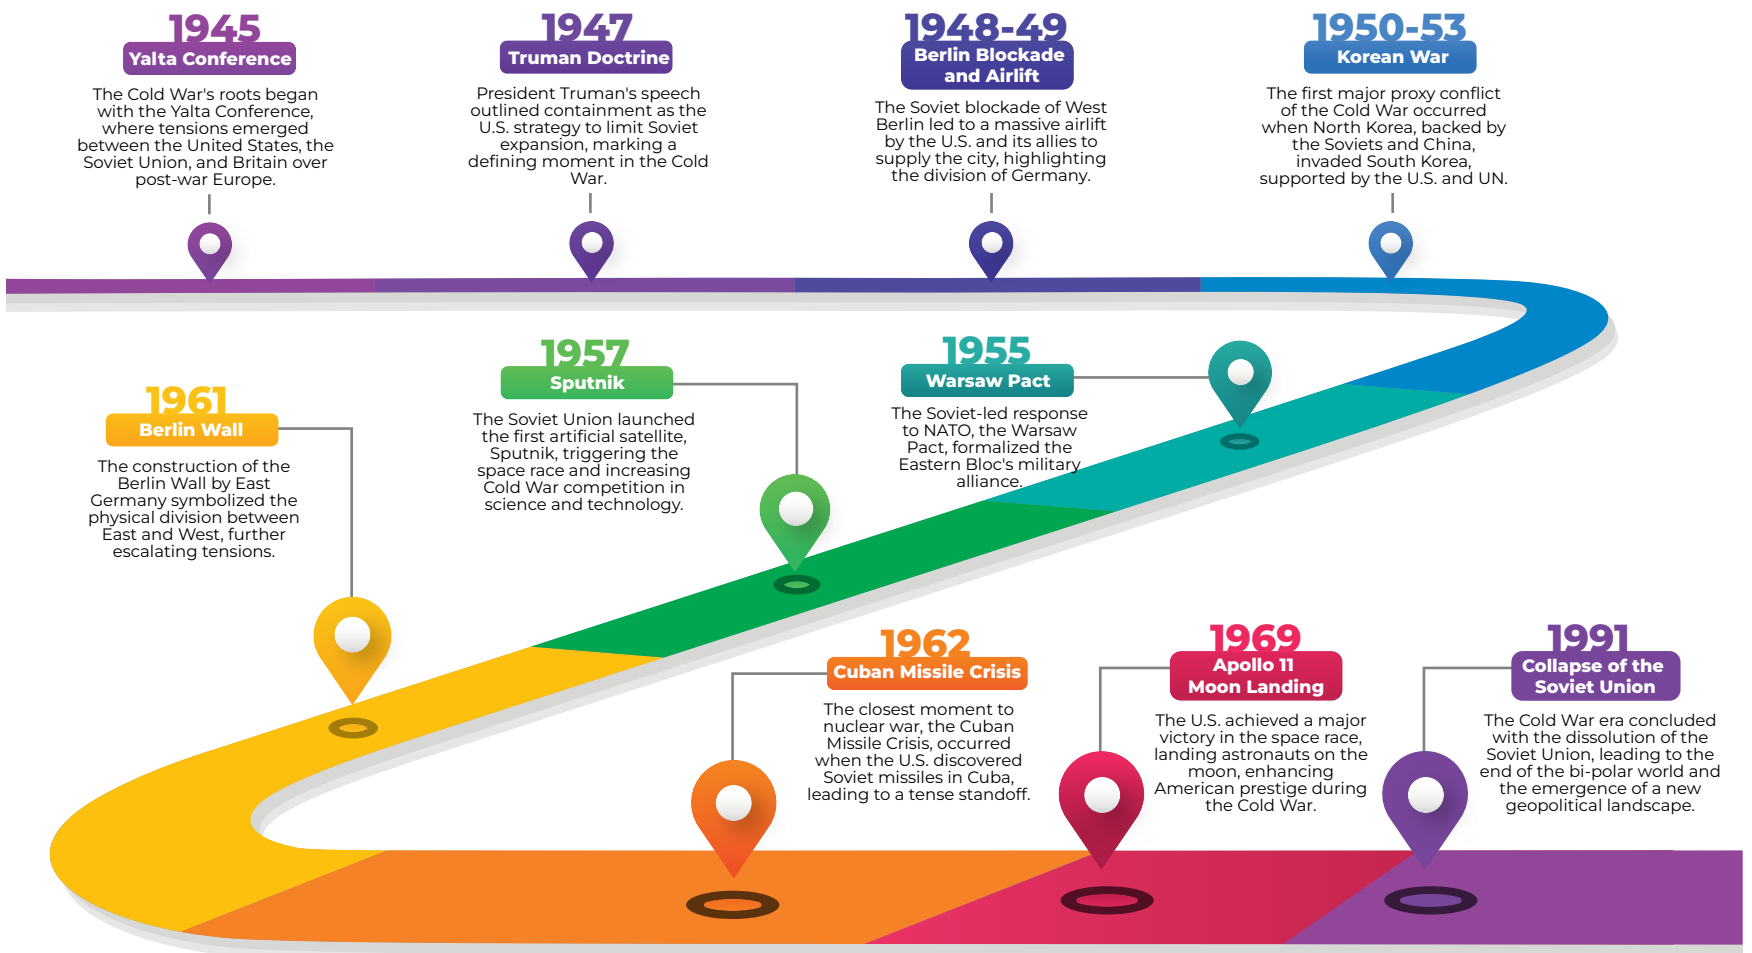 1945
Yalta Conference
The Cold War's roots began
with the Yalta Conference,
where tensions emerged
between the United States, the
Soviet Union, and Britain over
post-war Europe.
1947
Truman Doctrine
President Truman's speech
outlined containment as the
U.S. strategy to limit Soviet
expansion, marking a
defining moment in the Cold
War.
1948-49
Berlin Blockade
and Airlift
The Soviet blockade of West
Berlin led to a massive airlift
by the U.S. and its allies to
supply the city, highlighting
the division of Germany.
1950-53
Korean War
The first major proxy conflict
of the Cold War occurred
when North Korea, backed by
the Soviets and China,
invaded South Korea,
supported by the U.S. and UN.
1955
Warsaw Pact
The Soviet-led response
to NATO, the Warsaw
Pact, formalized the
Eastern Bloc's military
alliance.
1957
Sputnik
The Soviet Union launched
the first artificial satellite,
Sputnik, triggering the
space race and increasing
Cold War competition in
science and technology.
1961
Berlin Wall
The construction of the
Berlin Wall by East
Germany symbolized the
physical division between
East and West, further
escalating tensions.
1962
Cuban Missile Crisis
The closest moment to
nuclear war, the Cuban
Missile Crisis, occurred
when the U.S. discovered
Soviet missiles in Cuba,
leading to a tense standoff.
1969
Apollo 11
Moon Landing
The U.S. achieved a major
victory in the space race,
landing astronauts on the
moon, enhancing
American prestige during
the Cold War.
1991
Collapse of the
Soviet Union
The Cold War era concluded
with the dissolution of the
Soviet Union, leading to the
end of the bi-polar world and
the emergence of a new
geopolitical landscape.